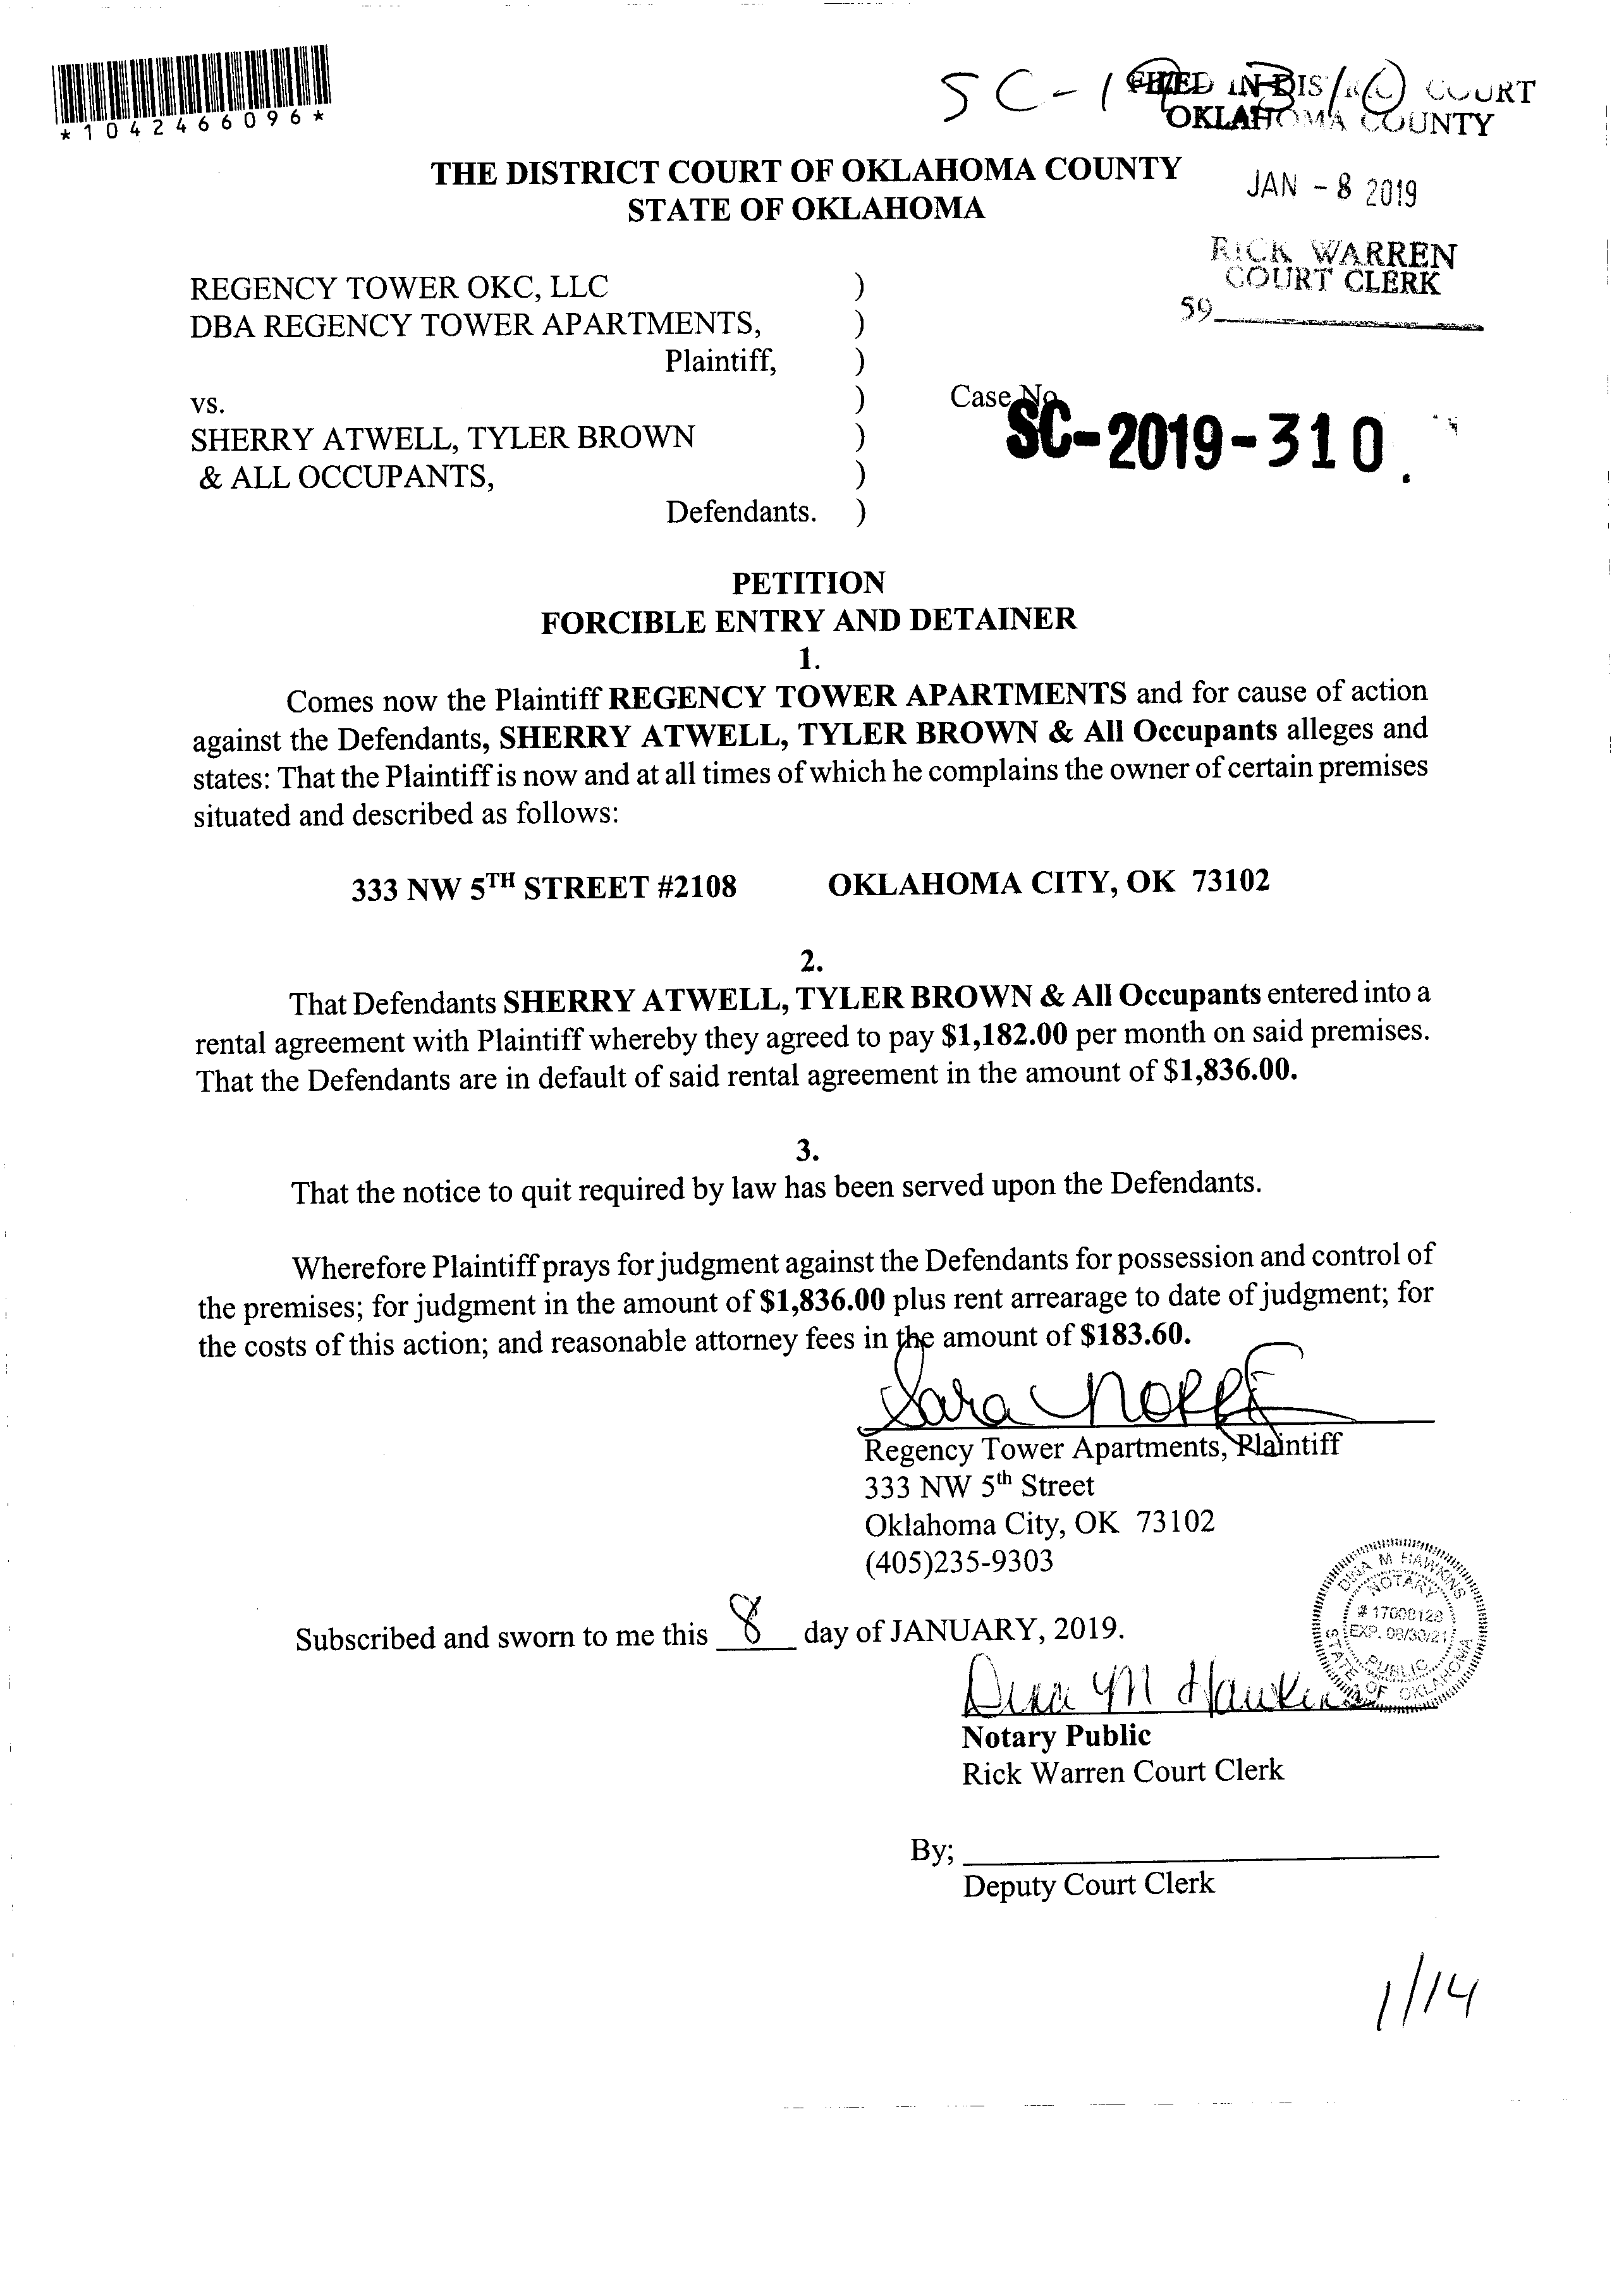 *1042466096*
SC-19-310
FILED IN DISTRICT COURT
OKLAHOMA COUNTY
JAN - 8 2019
RICK WARREN
COURT CLERK
59
THE DISTRICT COURT OF OKLAHOMA COUNTY
STATE OF OKLAHOMA
REGENCY TOWER OKC, LLC )
DBA REGENCY TOWER APARTMENTS, )
Plaintiff, )
vs. )
SHERRY ATWELL, TYLER BROWN )
& ALL OCCUPANTS, )
Defendants. )
Case No.
SC-2019-310.
PETITION
FORCIBLE ENTRY AND DETAINER
1.
Comes now the Plaintiff REGENCY TOWER APARTMENTS and for cause of action
against the Defendants, SHERRY ATWELL, TYLER BROWN & All Occupants alleges and
states: That the Plaintiff is now and at all times of which he complains the owner of certain premises
situated and described as follows:
333 NW 5TH STREET #2108 OKLAHOMA CITY, OK 73102
2.
That Defendants SHERRY ATWELL, TYLER BROWN & All Occupants entered into a
rental agreement with Plaintiff whereby they agreed to pay $1,182.00 per month on said premises.
That the Defendants are in default of said rental agreement in the amount of $1,836.00.
3.
That the notice to quit required by law has been served upon the Defendants.
Wherefore Plaintiff prays for judgment against the Defendants for possession and control of
the premises; for judgment in the amount of $1,836.00 plus rent arrearage to date of judgment; for
the costs of this action; and reasonable attorney fees in the amount of $183.60.
Sara
Regency Tower Apartments, Plaintiff
333 NW 5th Street
Oklahoma City, OK 73102
(405)235-9303
Subscribed and sworn to me this 8 day of JANUARY, 2019.
DINA M HAWKINS
NOTARY
# 17008128
EXP. 08/30/21
PUBLIC
STATE OF OKLAHOMA
Dina M Hawkins
Notary Public
Rick Warren Court Clerk
By;
Deputy Court Clerk
1/14